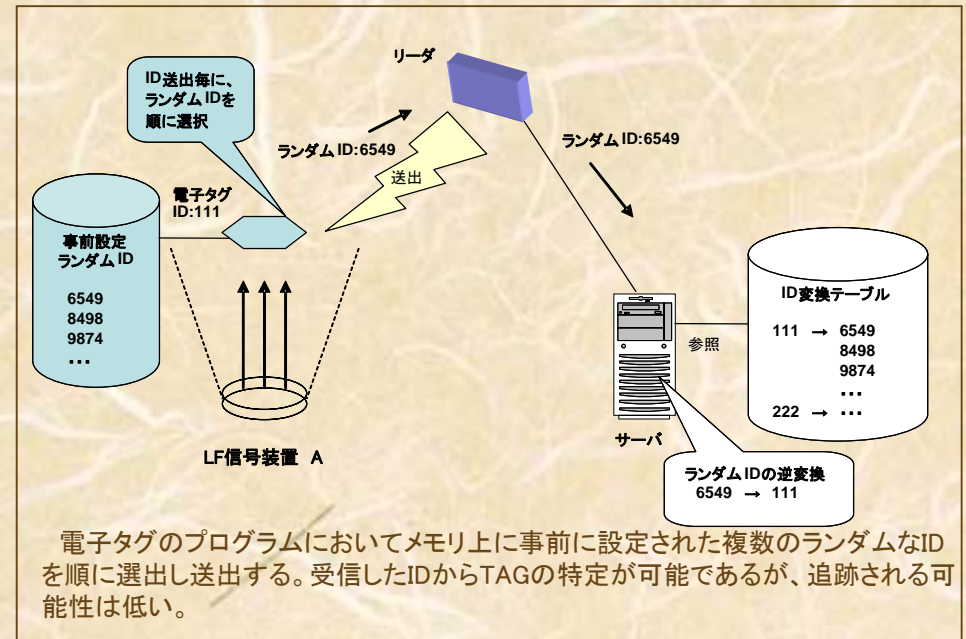 リーダ
ID送出毎に、
ランダムIDを
順に選択
ランダムID:6549
送出
ランダムID:6549
電子タグ
ID:111
事前設定
ランダムID
6549
8498
9874
・・・
LF信号装置 A
サーバ
参照
ID変換テーブル
111 → 6549
8498
9874
・・・
222 → ・・・
ランダムIDの逆変換
6549 → 111
電子タグのプログラムにおいてメモリ上に事前に設定された複数のランダムなID
を順に選出し送出する。受信したIDからTAGの特定が可能であるが、追跡される可
能性は低い。